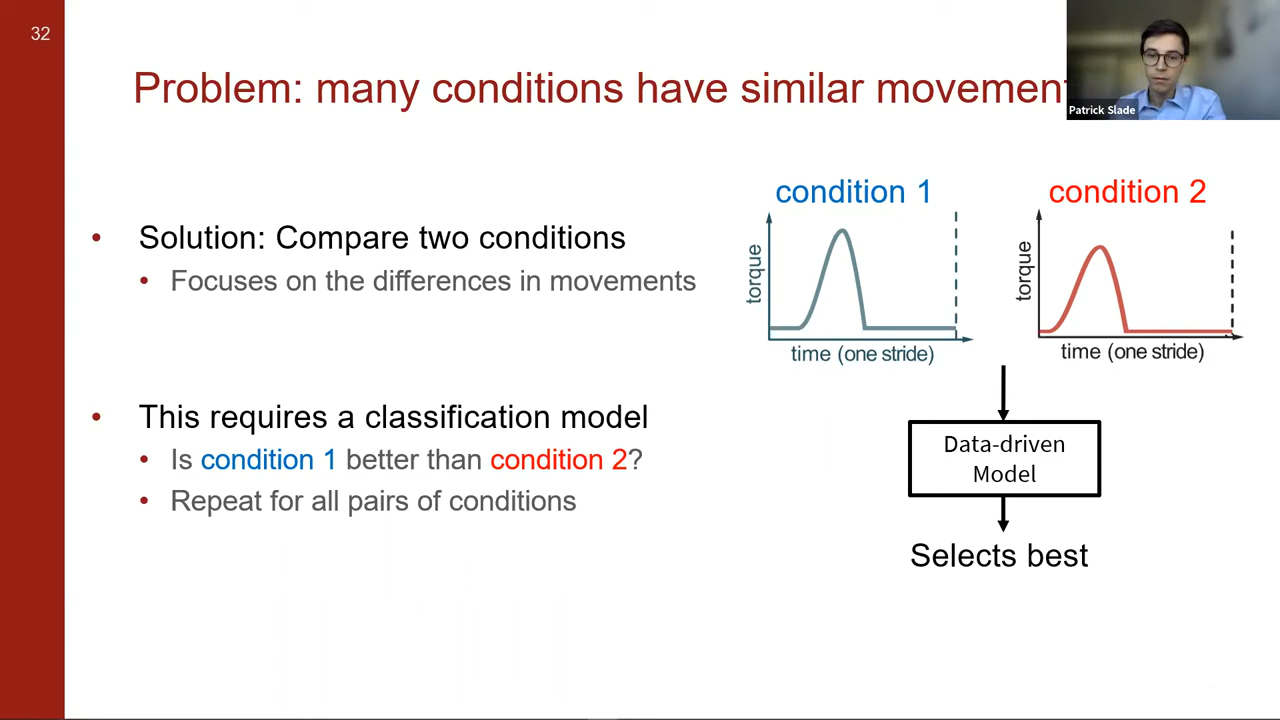 32
Problem: many conditions have similar movement
Patrick Slade
Solution: Compare two conditions
Focuses on the differences in movements
This requires a classification model
Is condition 1 better than condition 2?
Repeat for all pairs of conditions
condition 1
torque
time (one stride)
condition 2
torque
time (one stride)
Data-driven
Model
Selects best